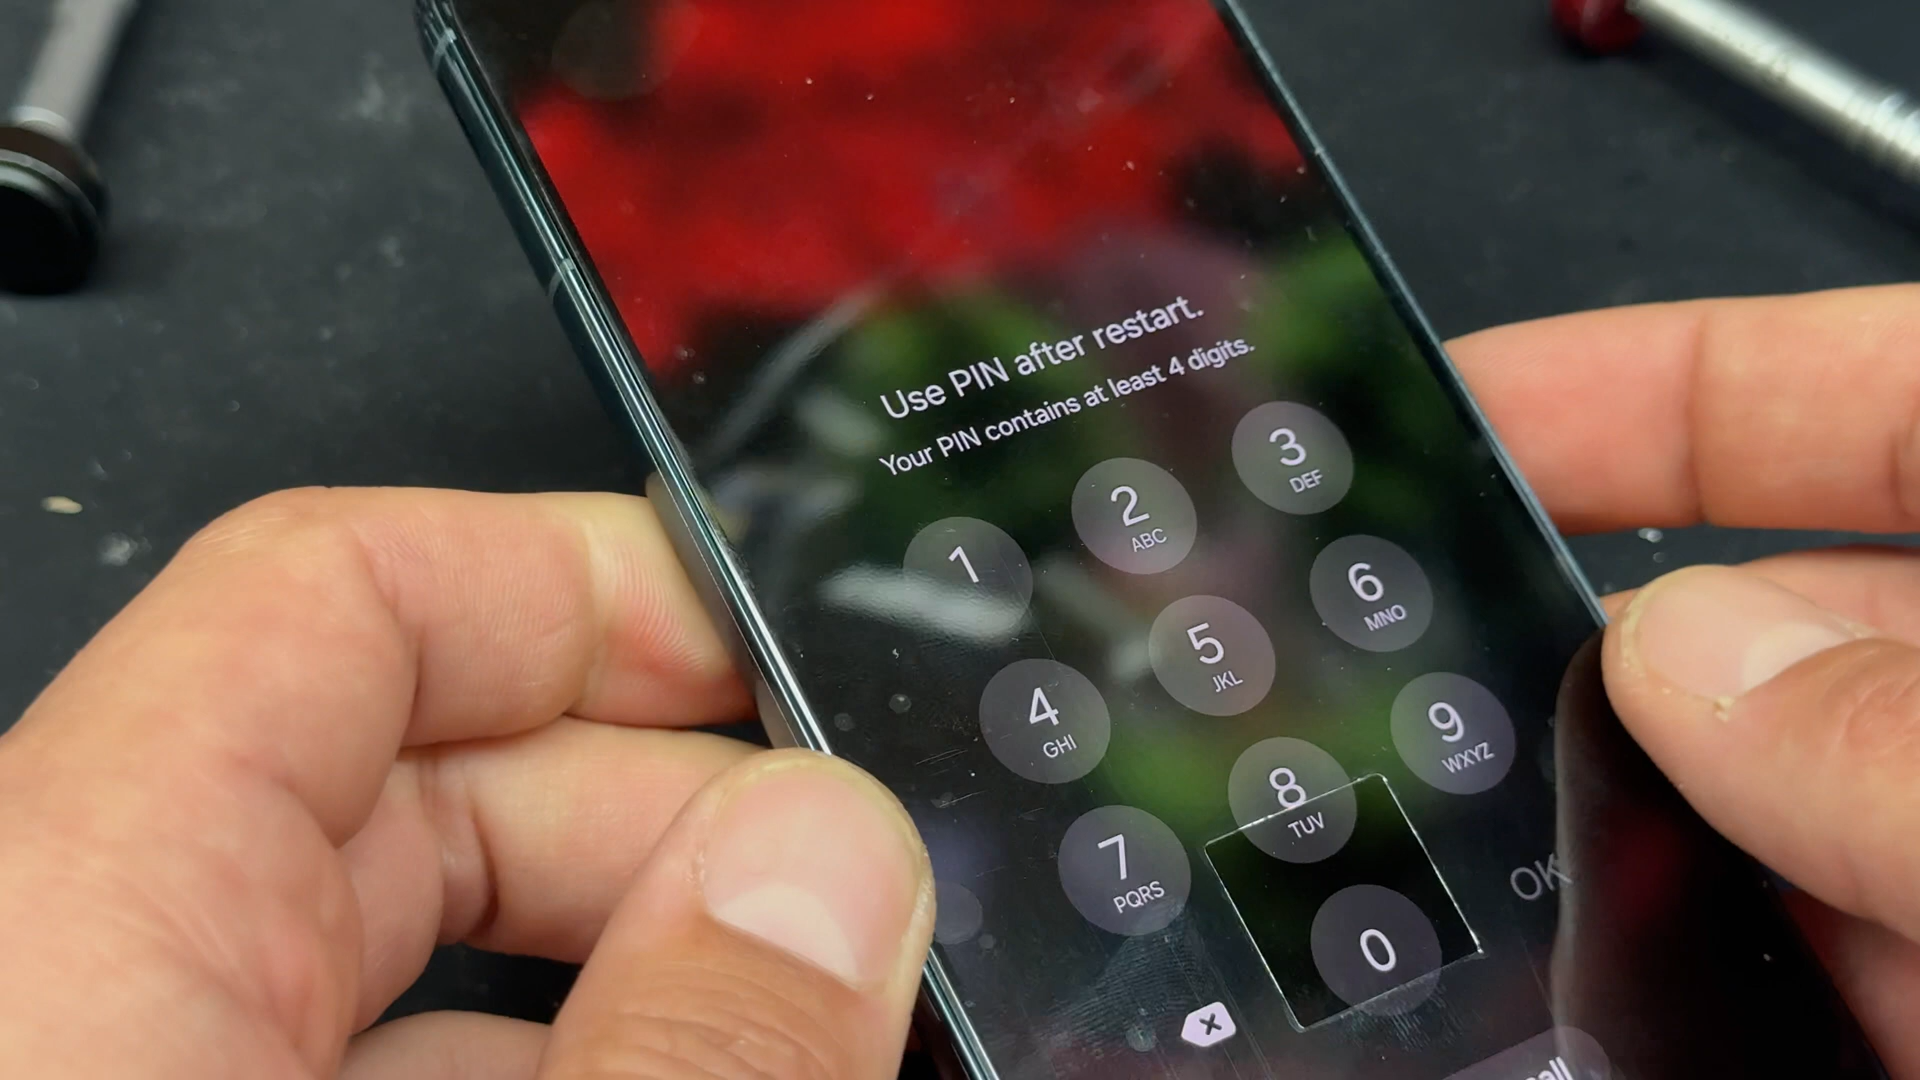 Use PIN after restart.
Your PIN contains at least 4 digits.
1
2
ABC
3
DEF
4
GHI
5
JKL
6
MNO
7
PQRS
8
TUV
9
WXYZ
0
OK